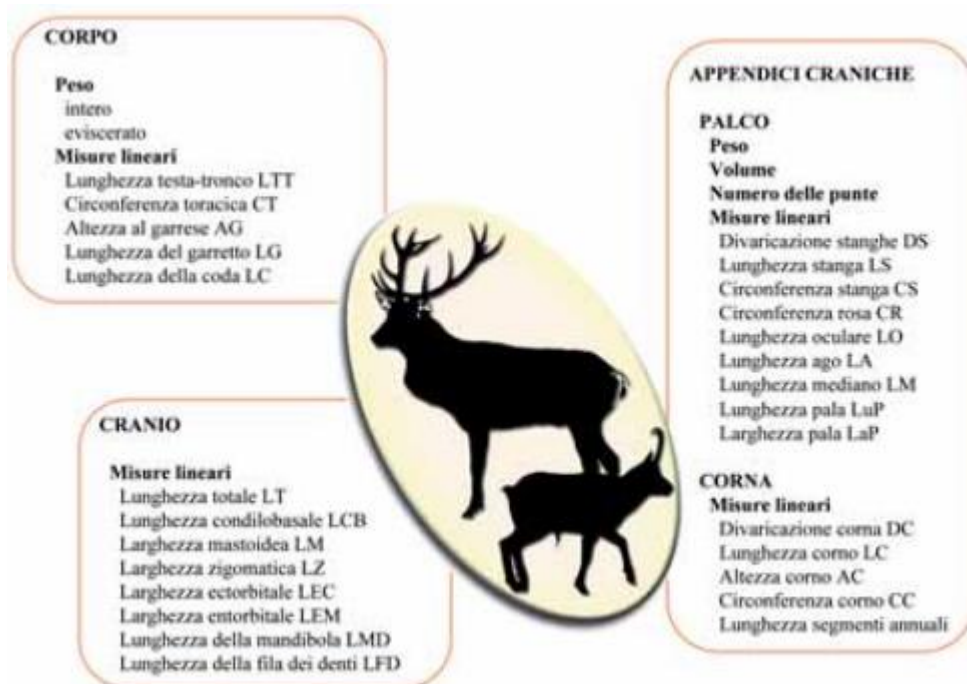 CORPO
Peso
intero
eviscerato
Misure lineari
Lunghezza testa-tronco LTT
Circonferenza toracica CT
Altezza al garrese AG
Lunghezza del garretto LG
Lunghezza della coda LC
CRANIO
Misure lineari
Lunghezza totale LT
Lunghezza condilobasale LCB
Larghezza mastoidea LM
Larghezza zigomatica LZ
Larghezza ectorbitale LEC
Larghezza entorbitale LEM
Lunghezza della mandibola LMD
Lunghezza della fila dei denti LFD
APPENDICI CRANICHE
PALCO
Peso
Volume
Numero delle punte
Misure lineari
Divaricazione stanghe DS
Lunghezza stanga LS
Circonferenza stanga CS
Circonferenza rosa CR
Lunghezza oculare LO
Lunghezza ago LA
Lunghezza mediano LM
Lunghezza pala LuP
Larghezza pala LaP
CORNA
Misure lineari
Divaricazione corna DC
Lunghezza corno LC
Altezza corno AC
Circonferenza corno CC
Lunghezza segmenti annuali